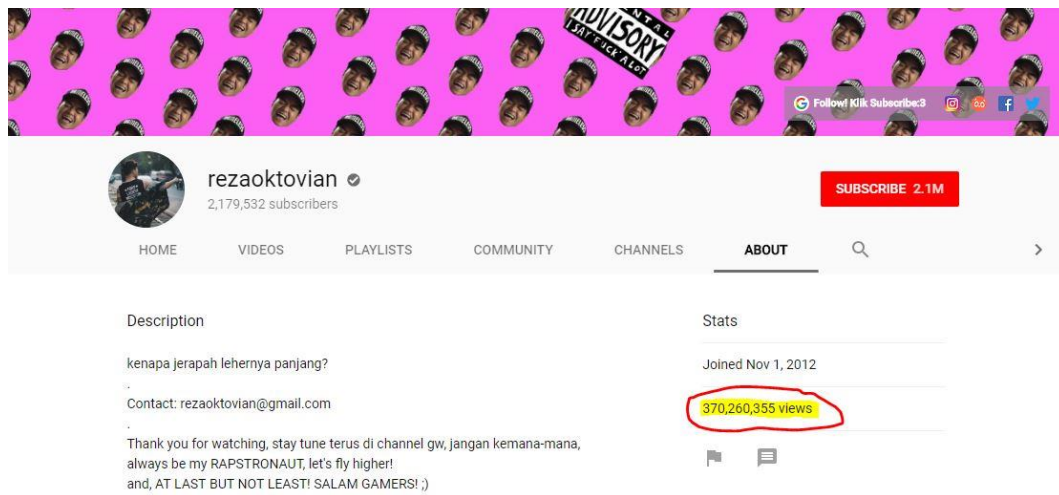 ADVISORY
I SAY FUCK A LOT
Follow! Klik Subscribe:3
rezaoktovian
2,179,532 subscribers
SUBSCRIBE 2.1M
HOME VIDEOS PLAYLISTS COMMUNITY CHANNELS ABOUT
Description
kenapa jerapah lehernya panjang?
.
Contact: rezaoktovian@gmail.com
.
Thank you for watching, stay tune terus di channel gw, jangan kemana-mana,
always be my RAPSTRONAUT, let's fly higher!
and, AT LAST BUT NOT LEAST! SALAM GAMERS! ;)
Stats
Joined Nov 1, 2012
370,260,355 views